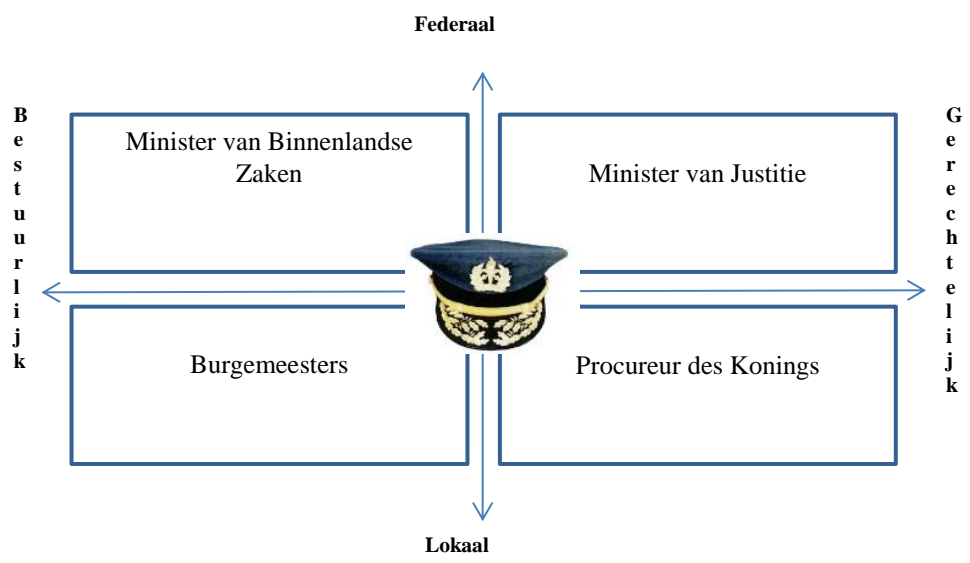 Federaal
Bestuurlijk
Gerechtelijk
Minister van Binnenlandse
Zaken
Minister van Justitie
Burgemeesters
Procureur des Konings
Lokaal